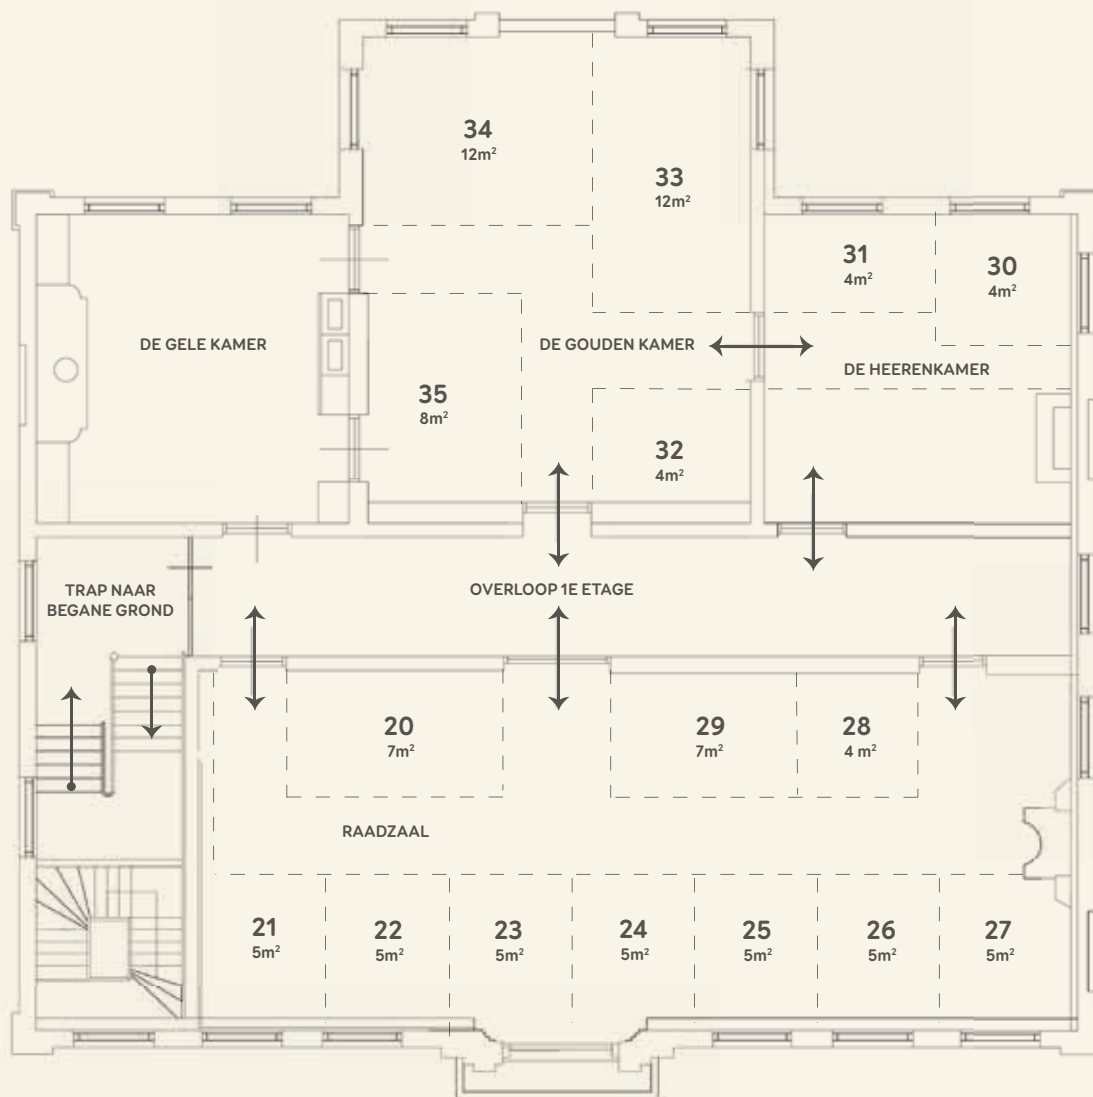 34
12m²
33
12m²
31
4m²
30
4m²
DE GELE KAMER
DE GOUDEN KAMER
DE HEERENKAMER
35
8m²
32
4m²
TRAP NAAR
BEGANE GROND
OVERLOOP 1E ETAGE
20
7m²
29
7m²
28
4 m²
RAADZAAL
21
5m²
22
5m²
23
5m²
24
5m²
25
5m²
26
5m²
27
5m²